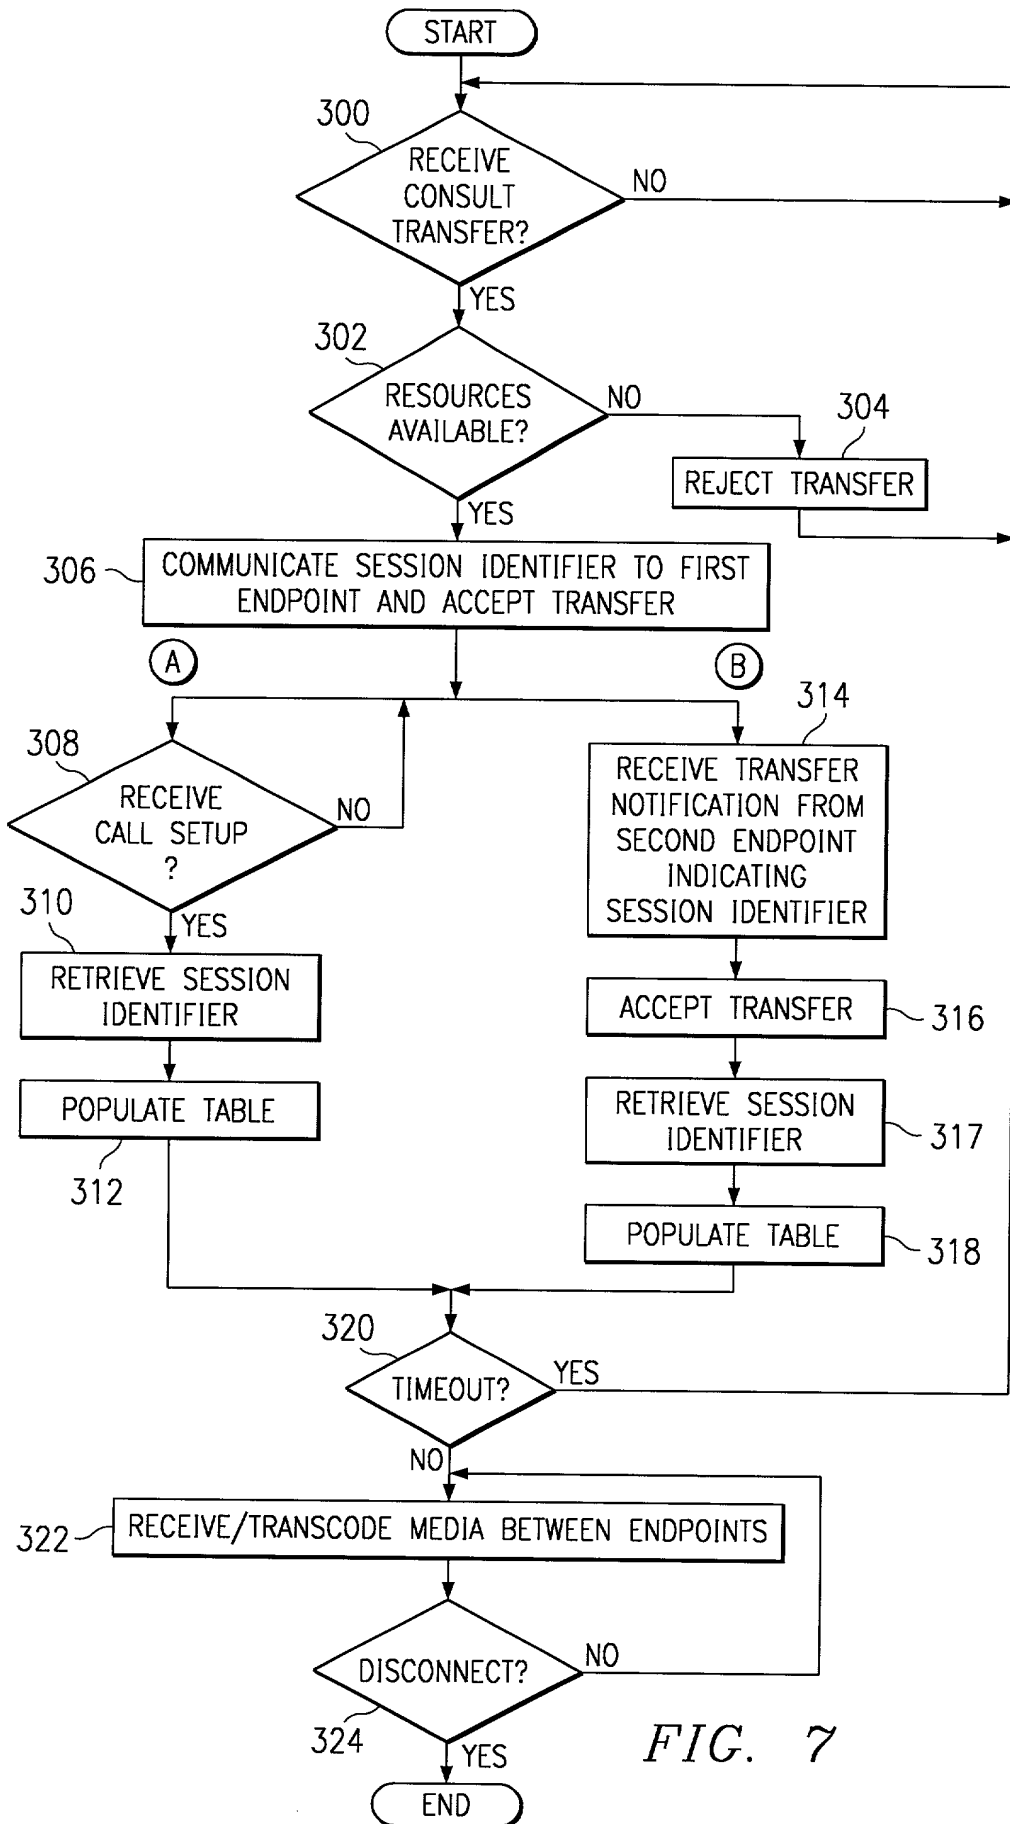 START
300
RECEIVE
CONSULT
TRANSFER?
NO
YES
302
RESOURCES
AVAILABLE?
NO
304
REJECT TRANSFER
YES
306
COMMUNICATE SESSION IDENTIFIER TO FIRST
ENDPOINT AND ACCEPT TRANSFER
A
B
308
RECEIVE
CALL SETUP
?
NO
YES
310
RETRIEVE SESSION
IDENTIFIER
POPULATE TABLE
312
314
RECEIVE TRANSFER
NOTIFICATION FROM
SECOND ENDPOINT
INDICATING
SESSION IDENTIFIER
ACCEPT TRANSFER
316
RETRIEVE SESSION
IDENTIFIER
317
POPULATE TABLE
318
320
TIMEOUT?
YES
NO
322
RECEIVE/TRANSCODE MEDIA BETWEEN ENDPOINTS
DISCONNECT?
NO
324
YES
END
FIG. 7